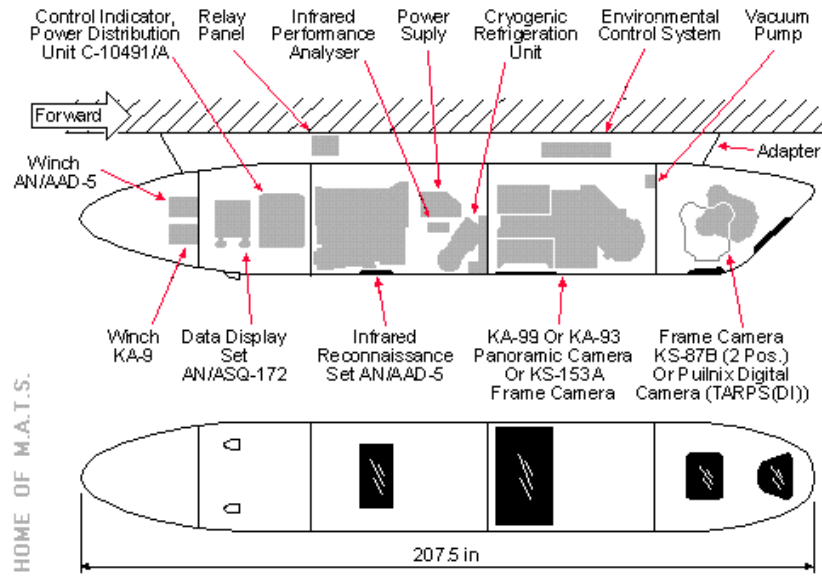 Control Indicator,
Power Distribution
Unit C-10491/A
Relay
Panel
Infrared
Performance
Analyser
Power
Suply
Cryogenic
Refrigeration
Unit
Environmental
Control System
Vacuum
Pump
Forward
Winch
AN/AAD-5
Adapter
Winch
KA-9
Data Display
Set
AN/ASQ-172
Infrared
Reconnaissance
Set AN/AAD-5
KA-99 Or KA-93
Panoramic Camera
Or KS-153A
Frame Camera
Frame Camera
KS-87B (2 Pos.)
Or Puilnix Digital
Camera (TARPS(DI))
HOME OF M.A.T.S.
207.5 in